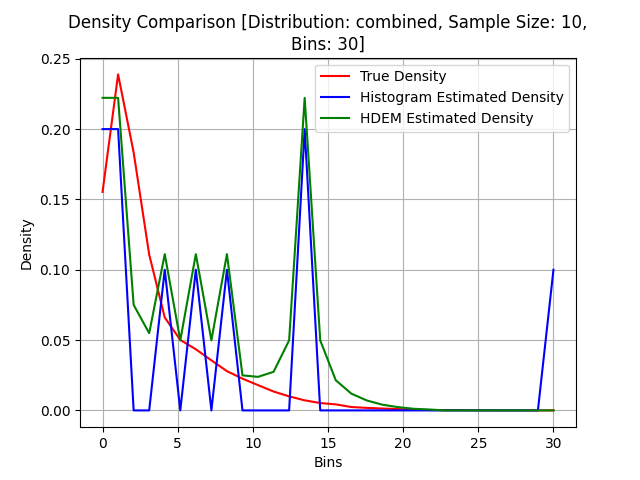 Density Comparison [Distribution: combined, Sample Size: 10,
Bins: 30]
True Density
Histogram Estimated Density
HDEM Estimated Density
Density
0.25
0.20
0.15
0.10
0.05
0.00
0 5 10 15 20 25 30
Bins